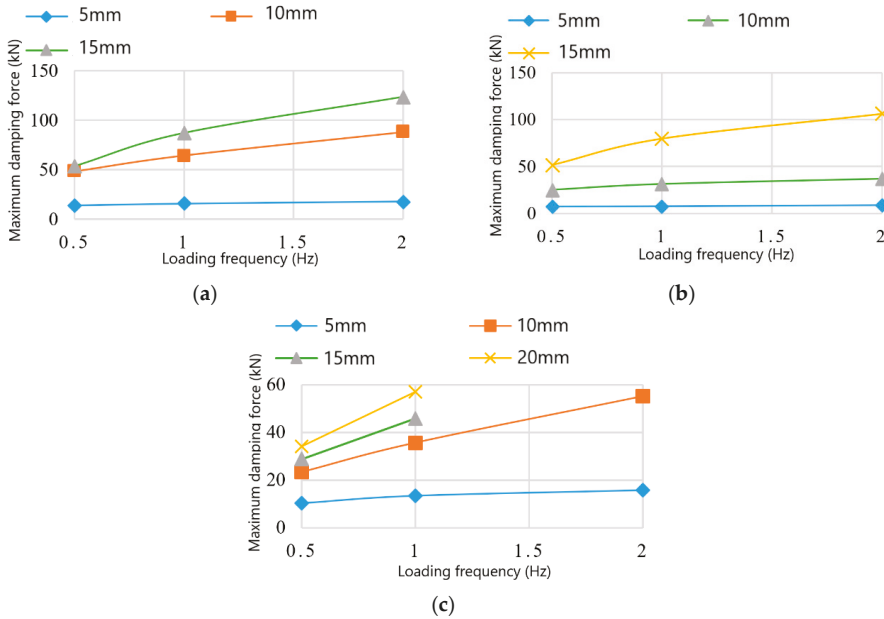 5mm
10mm
15mm
Maximum damping force (kN)
150
100
50
0
0.5
1
1.5
2
Loading frequency (Hz)
(a)
5mm
10mm
15mm
Maximum damping force (kN)
150
100
50
0
0.5
1
1.5
2
Loading frequency (Hz)
(b)
5mm
10mm
15mm
20mm
Maximum damping force (kN)
60
40
20
0
0.5
1
1.5
2
Loading frequency (Hz)
(c)